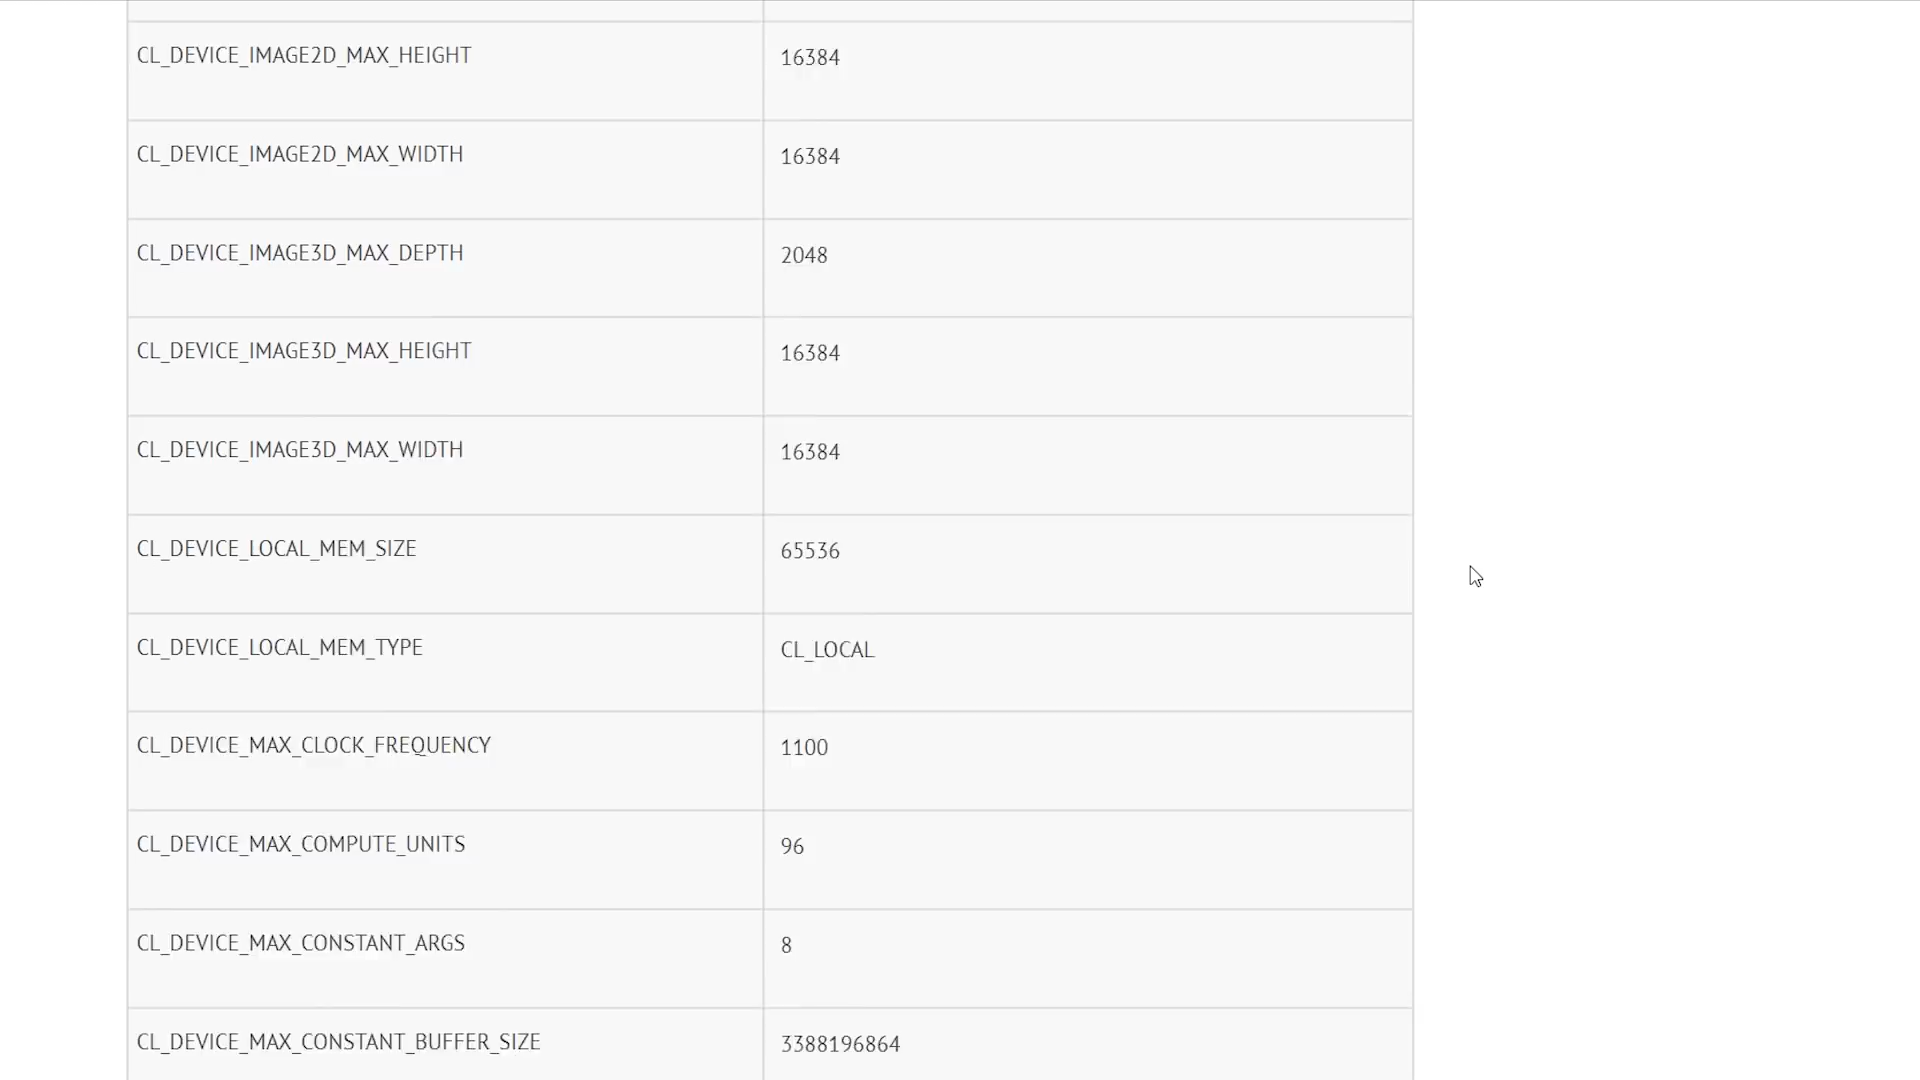 CL_DEVICE_IMAGE2D_MAX_HEIGHT 16384
CL_DEVICE_IMAGE2D_MAX_WIDTH 16384
CL_DEVICE_IMAGE3D_MAX_DEPTH 2048
CL_DEVICE_IMAGE3D_MAX_HEIGHT 16384
CL_DEVICE_IMAGE3D_MAX_WIDTH 16384
CL_DEVICE_LOCAL_MEM_SIZE 65536
CL_DEVICE_LOCAL_MEM_TYPE CL_LOCAL
CL_DEVICE_MAX_CLOCK_FREQUENCY 1100
CL_DEVICE_MAX_COMPUTE_UNITS 96
CL_DEVICE_MAX_CONSTANT_ARGS 8
CL_DEVICE_MAX_CONSTANT_BUFFER_SIZE 3388196864